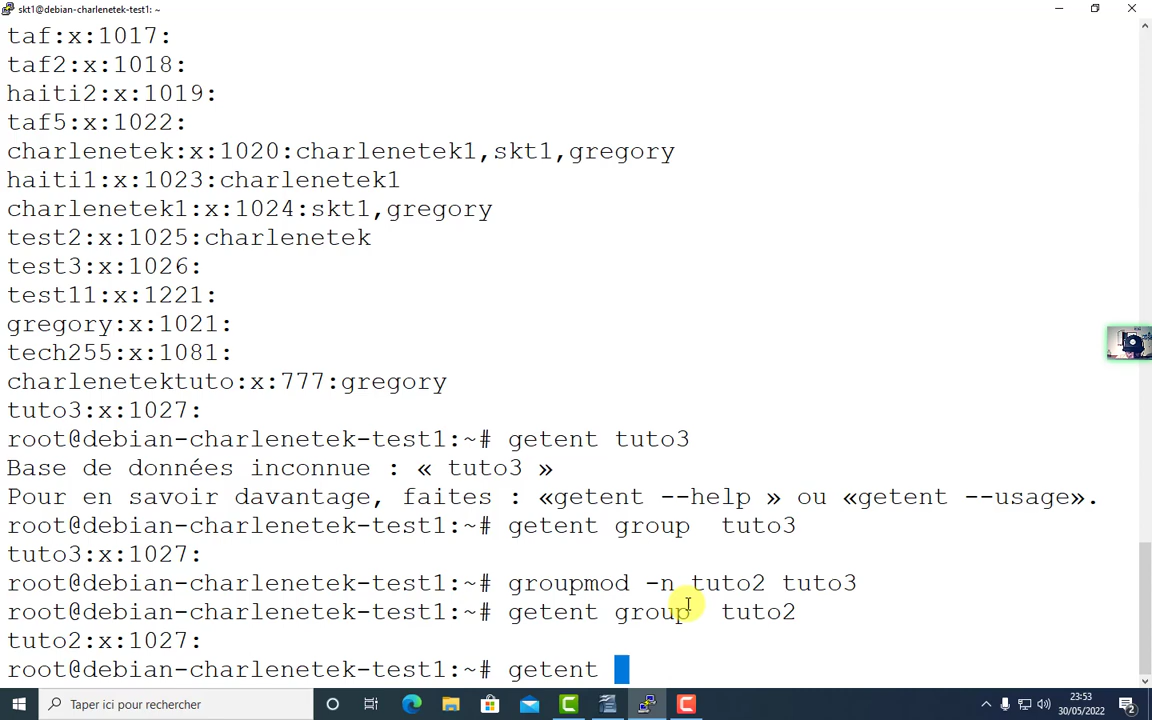 skt1@debian-charlenetek-test1: ~
taf:x:1017:
taf2:x:1018:
haiti2:x:1019:
taf5:x:1022:
charlenetek:x:1020:charlenetek1,skt1,gregory
haiti1:x:1023:charlenetek1
charlenetek1:x:1024:skt1,gregory
test2:x:1025:charlenetek
test3:x:1026:
test11:x:1221:
gregory:x:1021:
tech255:x:1081:
charlenetektuto:x:777:gregory
tuto3:x:1027:
root@debian-charlenetek-test1:~# getent tuto3
Base de données inconnue : « tuto3 »
Pour en savoir davantage, faites : «getent --help » ou «getent --usage».
root@debian-charlenetek-test1:~# getent group  tuto3
tuto3:x:1027:
root@debian-charlenetek-test1:~# groupmod -n tuto2 tuto3
root@debian-charlenetek-test1:~# getent group  tuto2
tuto2:x:1027:
root@debian-charlenetek-test1:~# getent
Taper ici pour rechercher
23:53
30/05/2022
2